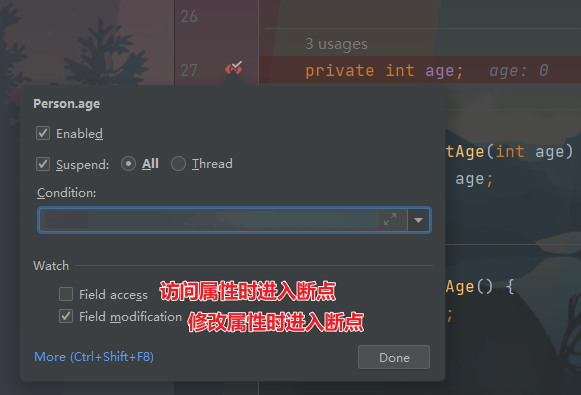 26
3 usages
27 private int age; age: 0
Person.age
Enabled
tAge(int age)
Suspend: All Thread
age;
Condition:
Watch
Age() {
Field access 访问属性时进入断点
Field modification 修改属性时进入断点
;
More (Ctrl+Shift+F8) Done